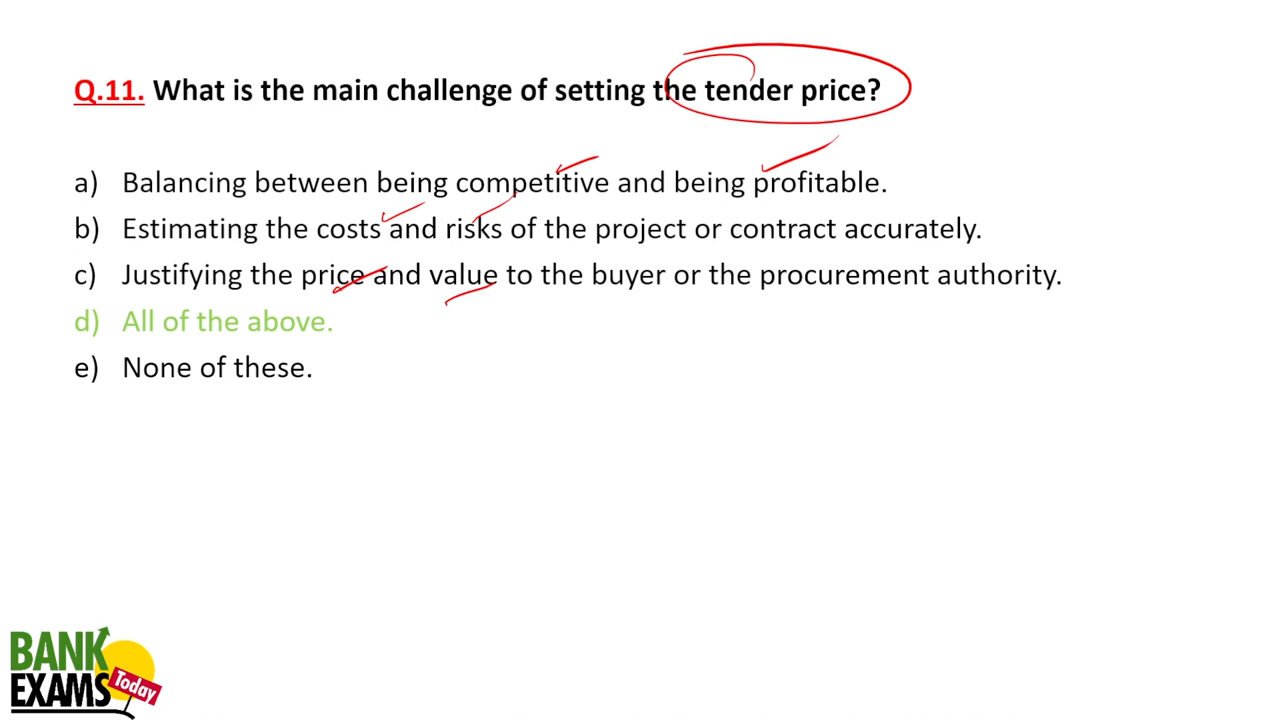 Q.11. What is the main challenge of setting the tender price?
a) Balancing between being competitive and being profitable.
b) Estimating the costs and risks of the project or contract accurately.
c) Justifying the price and value to the buyer or the procurement authority.
d) All of the above.
e) None of these.
BANK
EXAMS Today